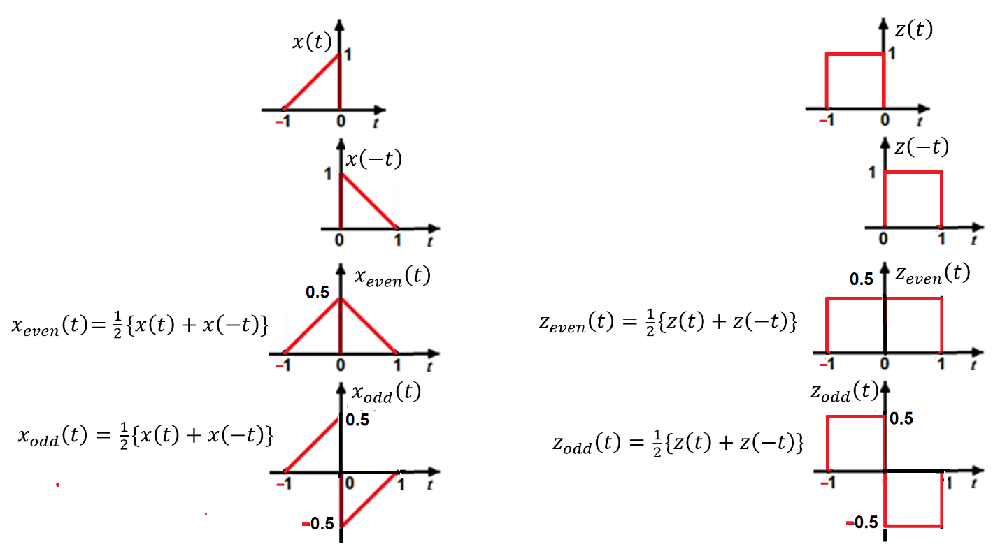 x(t)
1
−1 0 t
x(−t)
1
0 1 t
x_even(t)
0.5
x_even(t)= 1/2 {x(t) + x(−t)}
−1 0 1 t
x_odd(t)
0.5
x_odd(t) = 1/2 {x(t) + x(−t)}
−1 0 1 t
−0.5
z(t)
1
−1 0 t
z(−t)
1
0 1 t
z_even(t)
0.5
z_even(t) = 1/2 {z(t) + z(−t)}
−1 0 1 t
z_odd(t)
0.5
z_odd(t) = 1/2 {z(t) + z(−t)}
−1 1 t
−0.5